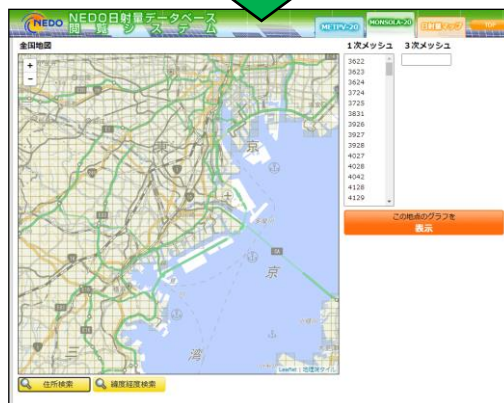 NEDO NEDO日射量データベース
閲覧システム
METPV-20
MONSOLA-20
日射量マップ
TOP
全国地図
1次メッシュ
3次メッシュ
+
-
3622
3623
3624
3724
3725
3831
3926
3927
3928
4027
4028
4042
4128
4129
東
京
京
湾
三
Leaflet | 地理院タイル
この地点のグラフを
表示
住所検索
緯度経度検索